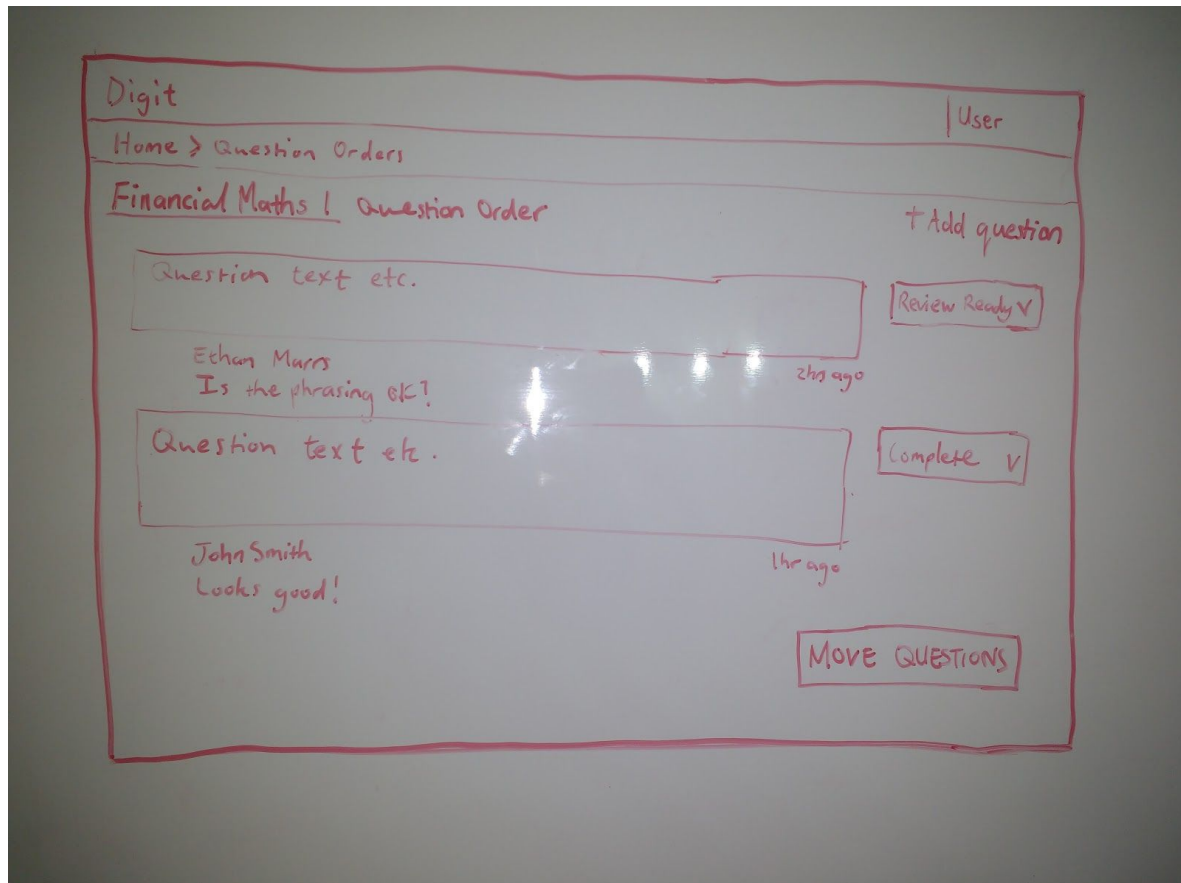 Digit
User
Home > Question Orders
Financial Maths 1 Question Order
+ Add question
Question text etc.
Review Ready V
Ethan Marrs
2hrs ago
Is the phrasing ok?
Question text etc.
Complete V
John Smith
1hr ago
Looks good!
MOVE QUESTIONS